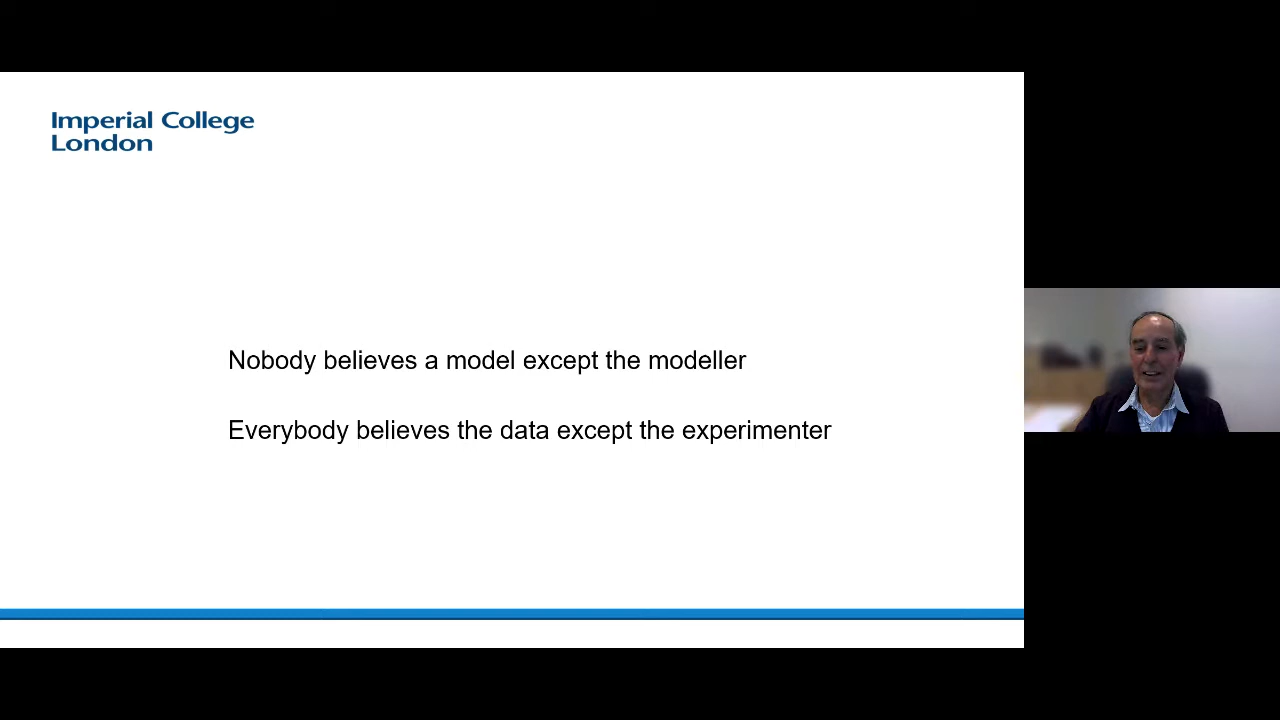 Imperial College
London
Nobody believes a model except the modeller
Everybody believes the data except the experimenter